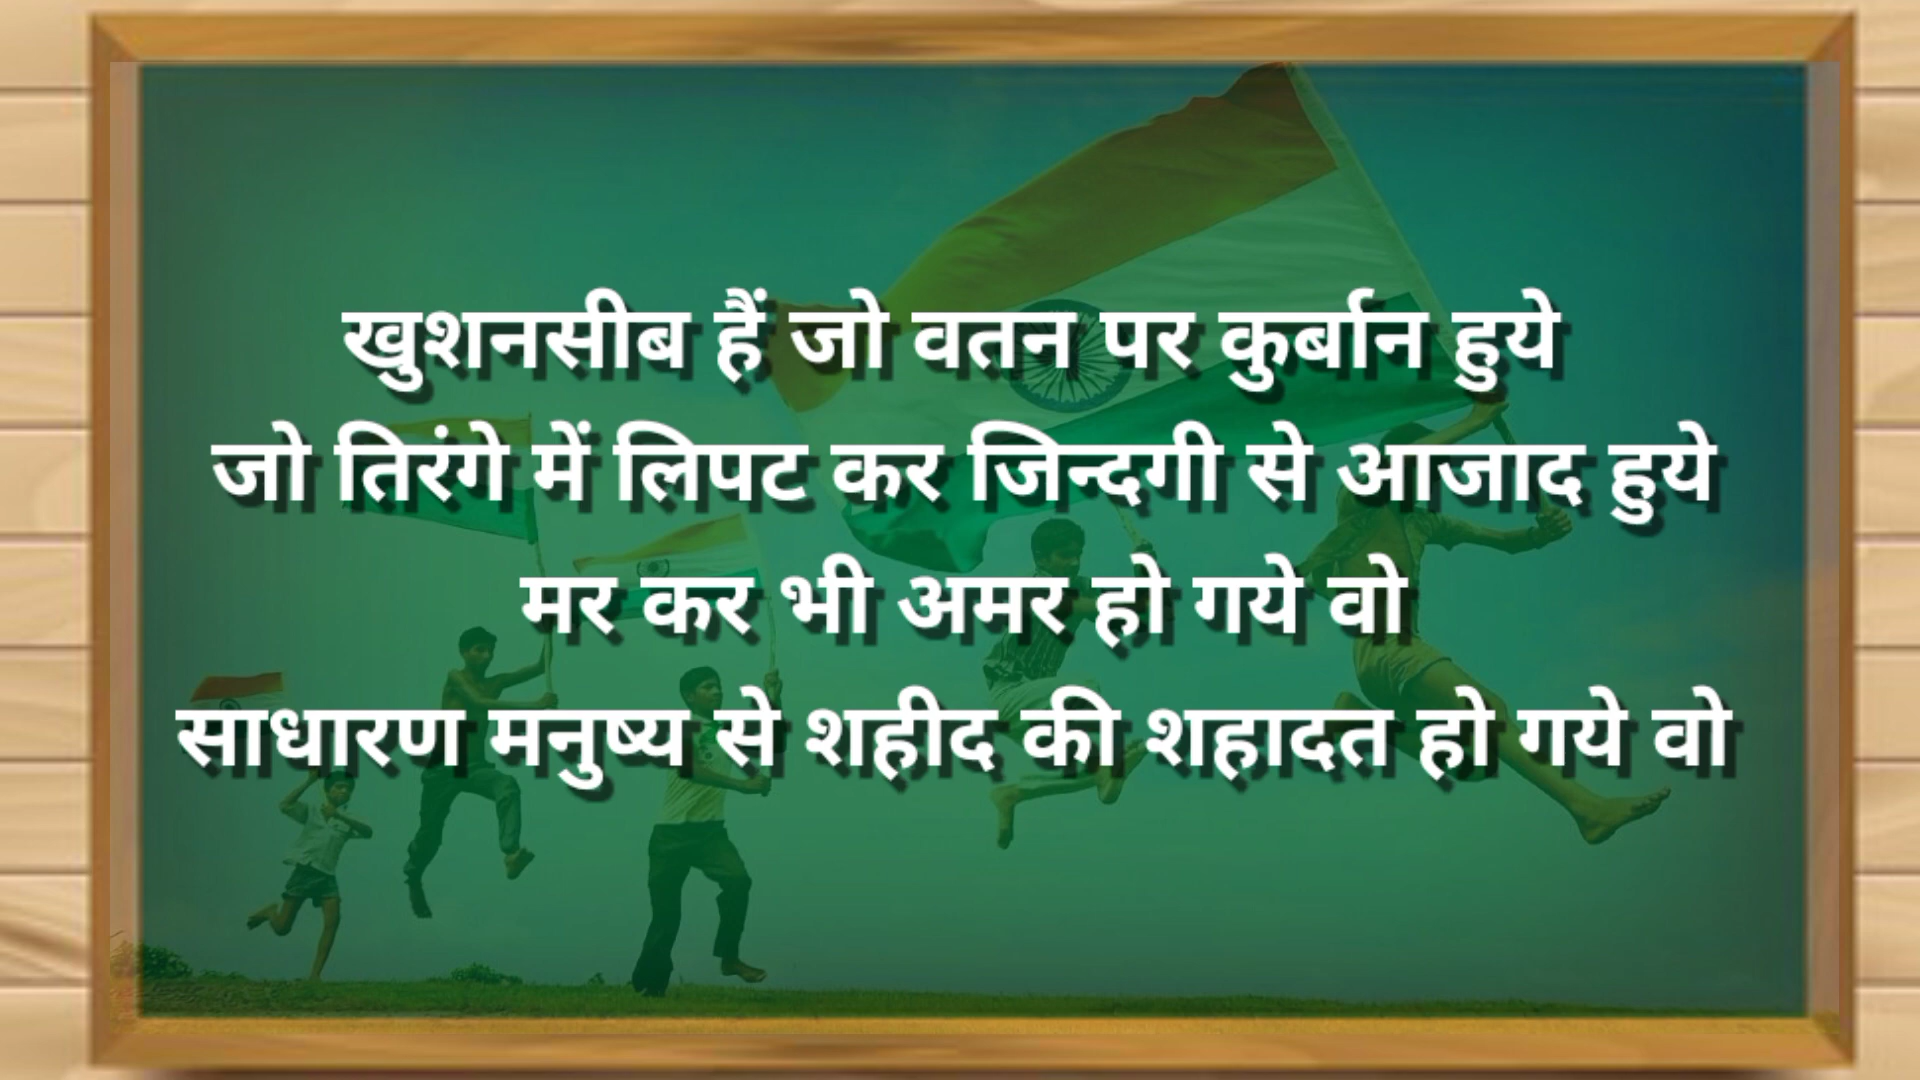 खुशनसीब हैं जो वतन पर कुर्बान हुये
जो तिरंगे में लिपट कर जिन्दगी से आजाद हुये
मर कर भी अमर हो गये वो
साधारण मनुष्य से शहीद की शहादत हो गये वो